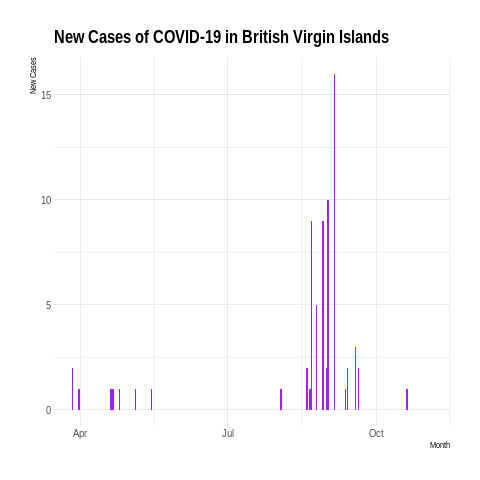 New Cases of COVID-19 in British Virgin Islands
New Cases
15
10
5
0
Apr Jul Oct
Month